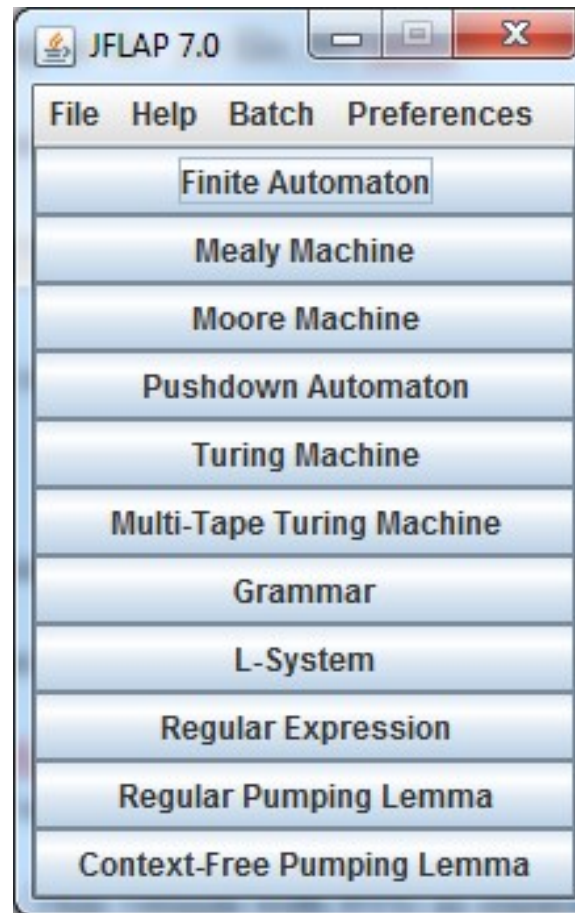 JFLAP 7.0
File Help Batch Preferences
Finite Automaton
Mealy Machine
Moore Machine
Pushdown Automaton
Turing Machine
Multi-Tape Turing Machine
Grammar
L-System
Regular Expression
Regular Pumping Lemma
Context-Free Pumping Lemma